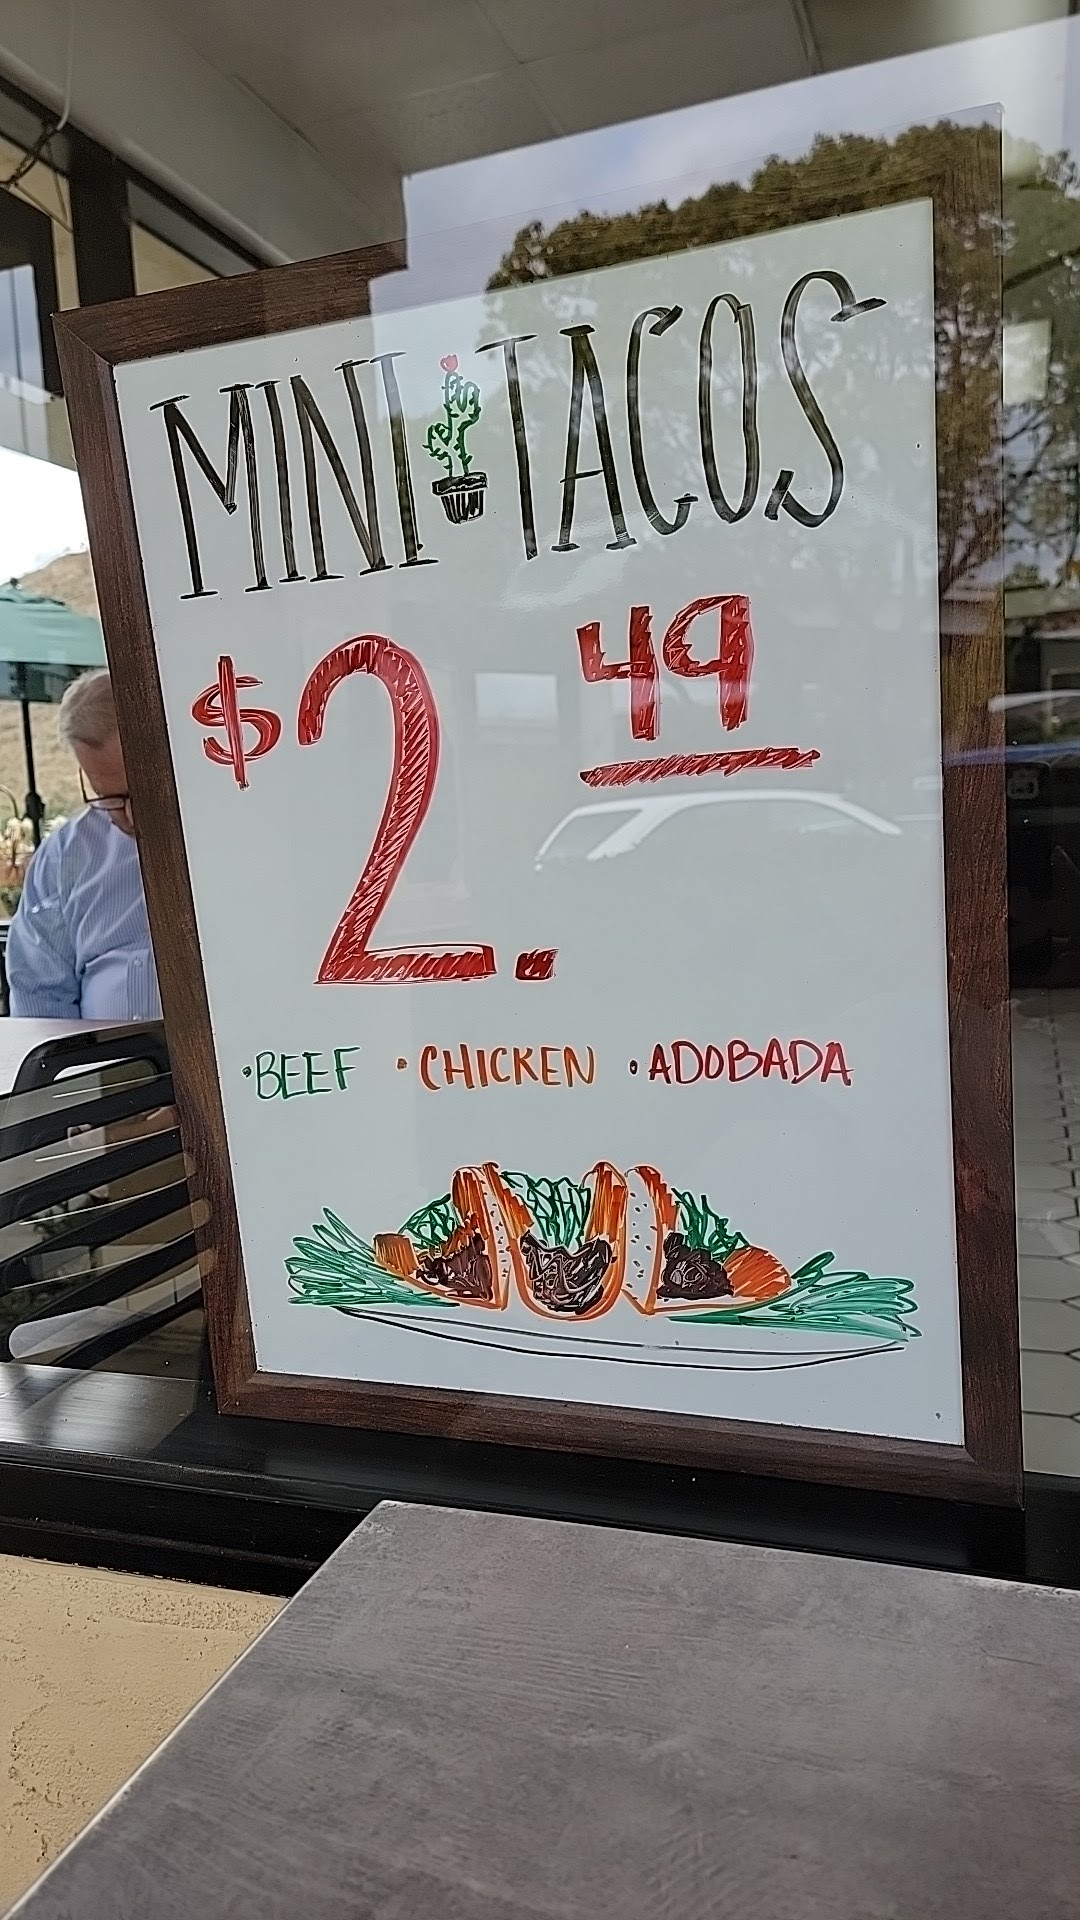 MINI TACOS
$2.49
•BEEF •CHICKEN •ADOBADA